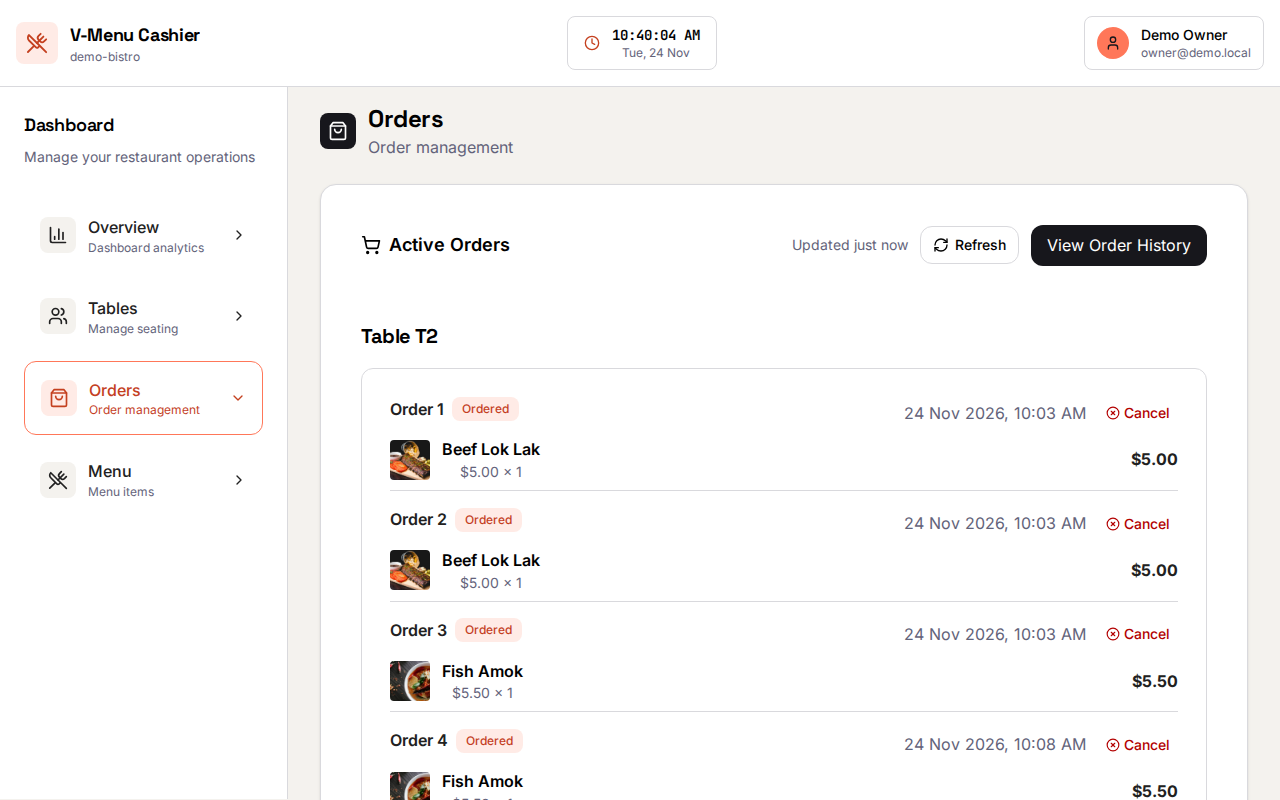 V-Menu Cashier
demo-bistro
10:40:04 AM
Tue, 24 Nov
Demo Owner
owner@demo.local
Dashboard
Manage your restaurant operations
Overview
Dashboard analytics
Tables
Manage seating
Orders
Order management
Menu
Menu items
Orders
Order management
Active Orders
Updated just now
Refresh
View Order History
Table T2
Order 1 Ordered 24 Nov 2026, 10:03 AM Cancel
Beef Lok Lak
$5.00 × 1
$5.00
Order 2 Ordered 24 Nov 2026, 10:03 AM Cancel
Beef Lok Lak
$5.00 × 1
$5.00
Order 3 Ordered 24 Nov 2026, 10:03 AM Cancel
Fish Amok
$5.50 × 1
$5.50
Order 4 Ordered 24 Nov 2026, 10:08 AM Cancel
Fish Amok
$5.50